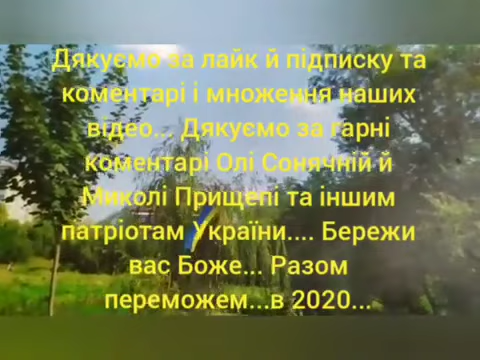 Дякуємо за лайк й підписку та
коментарі і множення наших
відео... Дякуємо за гарні
коментарі Олі Сонячній й
Миколі Прищепі та іншим
патріотам України.... Бережи
вас Боже... Разом
переможем...в 2020...